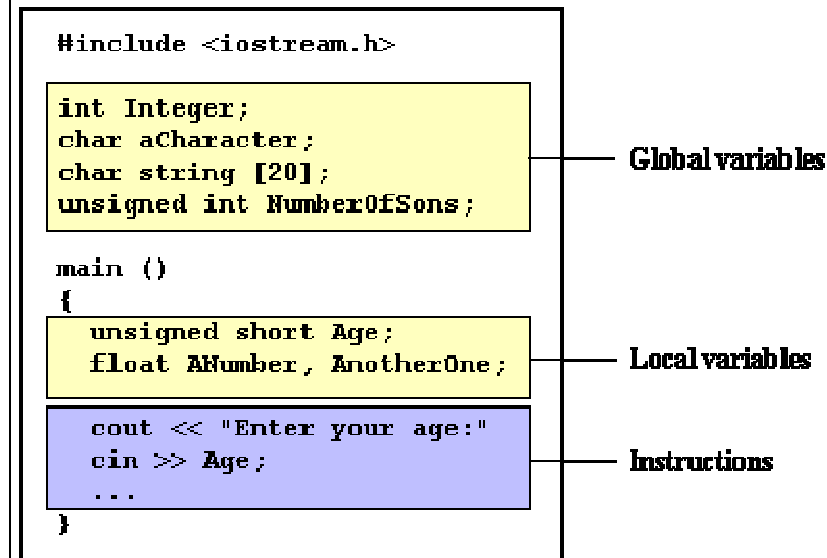 #include <iostream.h>
int Integer;
char aCharacter;
char string [20];
unsigned int NumberOfSons;
Global variables
main ()
{
unsigned short Age;
float ANumber, AnotherOne;
Local variables
cout << "Enter your age:"
cin >> Age;
...
Instructions
}